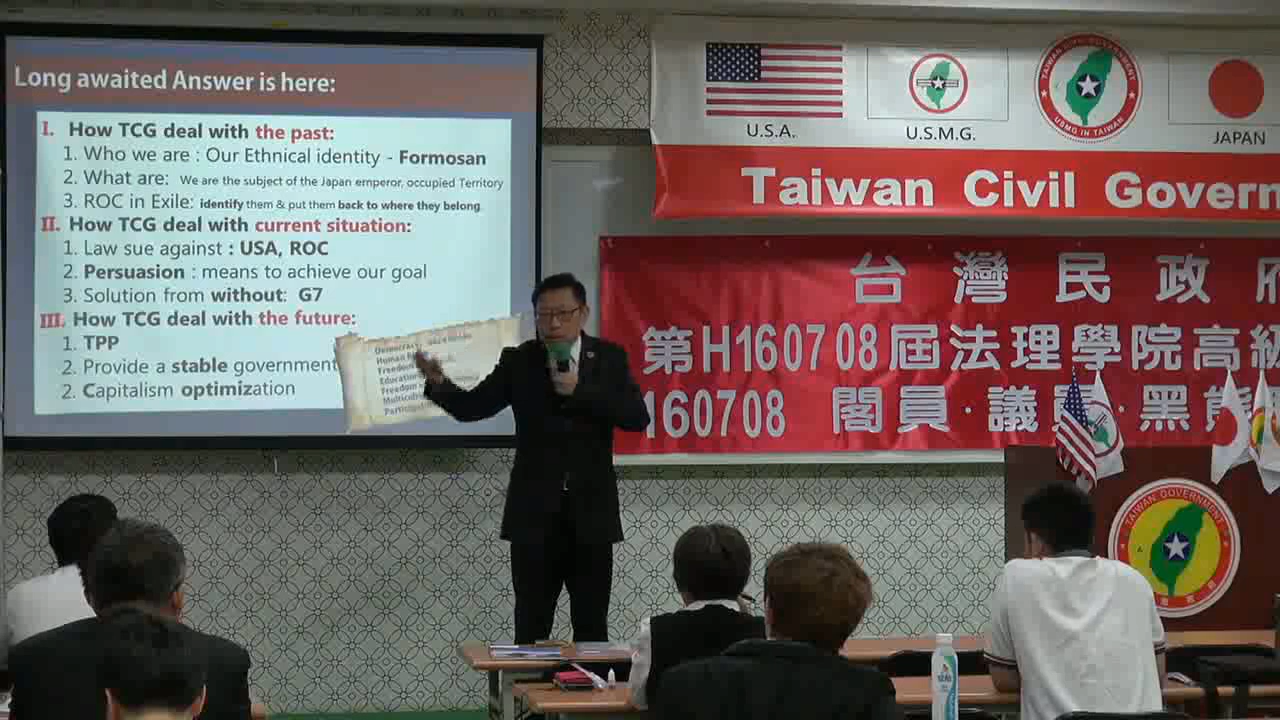 Long awaited Answer is here:
I. How TCG deal with the past:
1. Who we are : Our Ethnical identity - Formosan
2. What are: We are the subject of the Japan emperor, occupied Territory
3. ROC in Exile: identify them & put them back to where they belong.
II. How TCG deal with current situation:
1. Law sue against : USA, ROC
2. Persuasion : means to achieve our goal
3. Solution from without: G7
III. How TCG deal with the future:
1. TPP
2. Provide a stable government
2. Capitalism optimization
Democracy
Human
Freedom
Education
Freedom
U.S.A.
U.S.M.G.
TAIWAN CIVIL GOVERNMENT
USMG IN TAIWAN
JAPAN
Taiwan Civil Govern
台灣民政府
第H160708屆法理學院高級
160708 閣員·議員·黑熊
TAIWAN GOVERNMENT